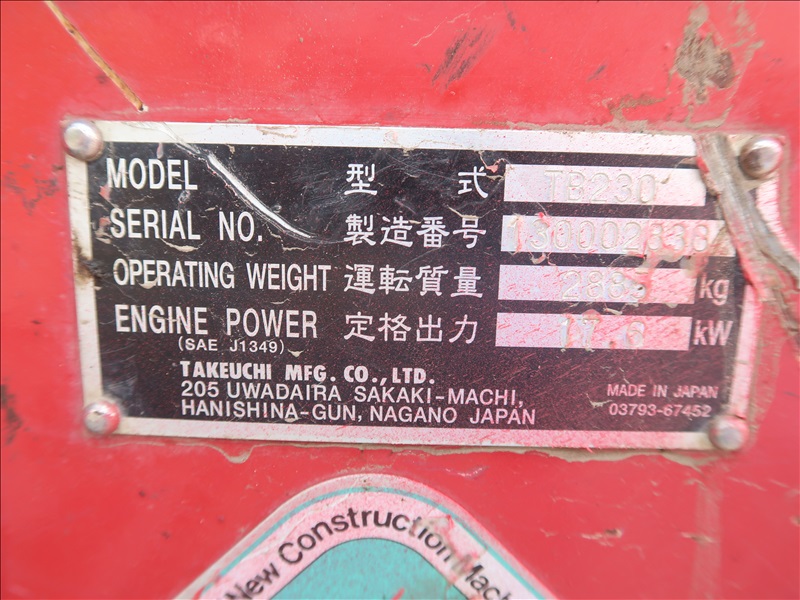 MODEL 型 式 TB230
SERIAL NO. 製造番号
OPERATING WEIGHT 運転質量 kg
ENGINE POWER 定格出力 17.6 kW
(SAE J1349)
TAKEUCHI MFG. CO.,LTD.
205 UWADAIRA SAKAKI-MACHI,
HANISHINA-GUN, NAGANO JAPAN
MADE IN JAPAN
03793-67452
New Construction